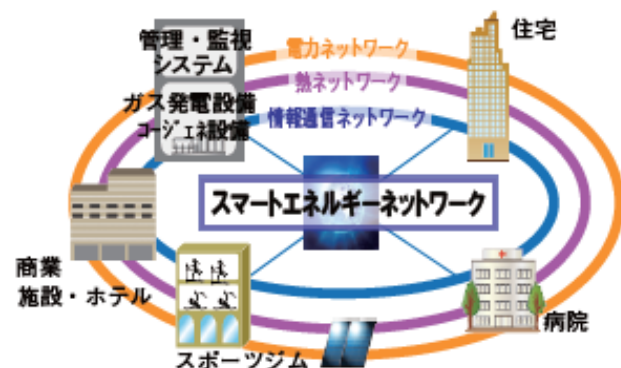 管理・監視
システム
ガス発電設備
コージェネ設備
電力ネットワーク
熱ネットワーク
情報通信ネットワーク
住宅
スマートエネルギーネットワーク
商業
施設・ホテル
スポーツジム
病院